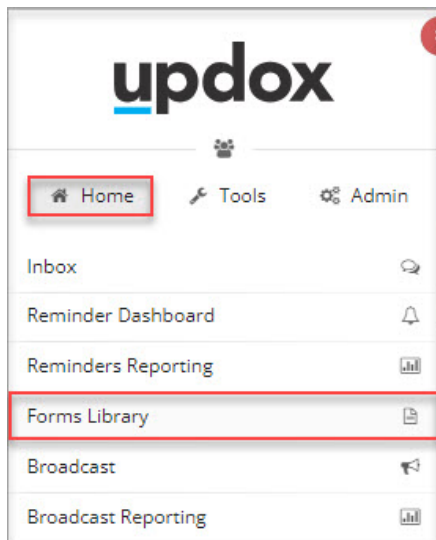 updox
Home Tools Admin
Inbox
Reminder Dashboard
Reminders Reporting
Forms Library
Broadcast
Broadcast Reporting